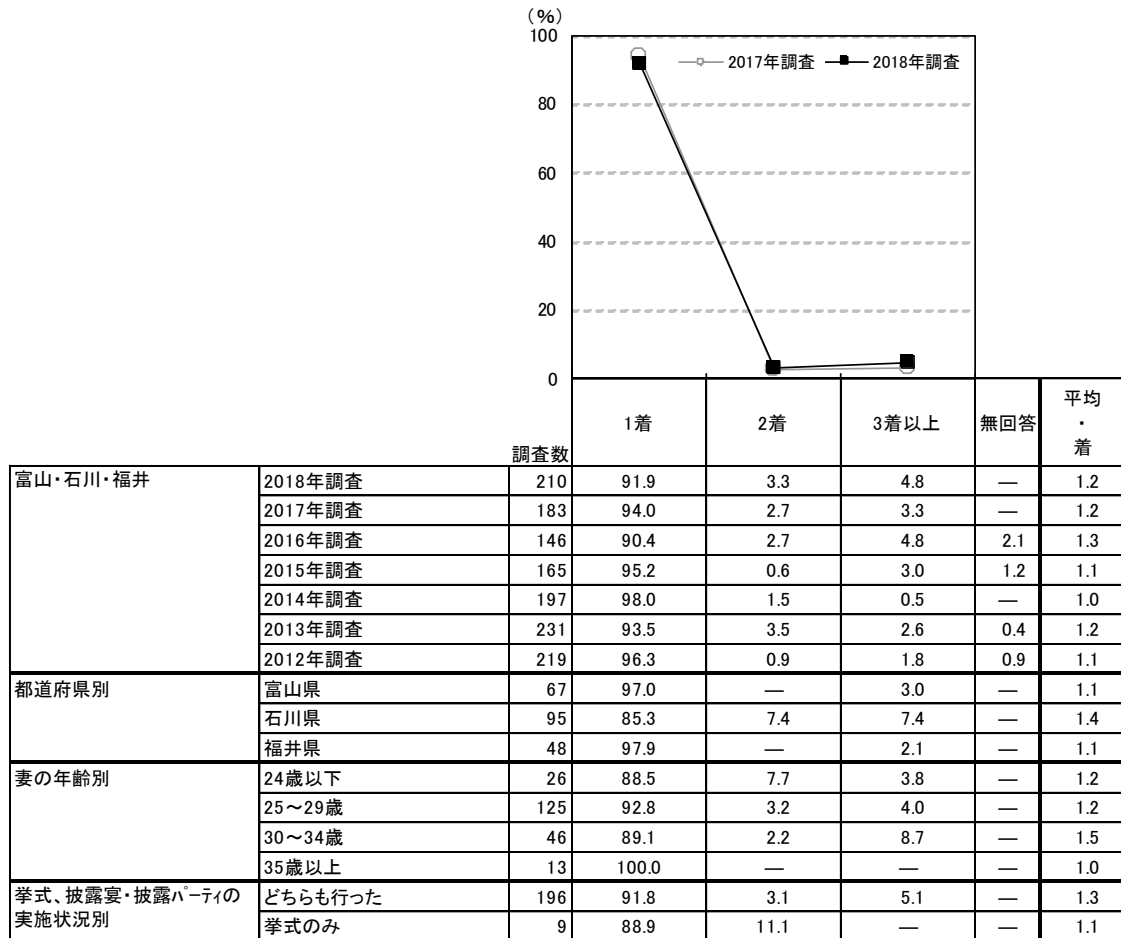 (%)
100
2017年調査 2018年調査
80
60
40
20
0
調査数 1着 2着 3着以上 無回答 平均・着
富山・石川・福井 2018年調査 210 91.9 3.3 4.8 — 1.2
2017年調査 183 94.0 2.7 3.3 — 1.2
2016年調査 146 90.4 2.7 4.8 2.1 1.3
2015年調査 165 95.2 0.6 3.0 1.2 1.1
2014年調査 197 98.0 1.5 0.5 — 1.0
2013年調査 231 93.5 3.5 2.6 0.4 1.2
2012年調査 219 96.3 0.9 1.8 0.9 1.1
都道府県別 富山県 67 97.0 — 3.0 — 1.1
石川県 95 85.3 7.4 7.4 — 1.4
福井県 48 97.9 — 2.1 — 1.1
妻の年齢別 24歳以下 26 88.5 7.7 3.8 — 1.2
25～29歳 125 92.8 3.2 4.0 — 1.2
30～34歳 46 89.1 2.2 8.7 — 1.5
35歳以上 13 100.0 — — — 1.0
挙式、披露宴・披露ﾊﾟｰﾃｨの どちらも行った 196 91.8 3.1 5.1 — 1.3
実施状況別 挙式のみ 9 88.9 11.1 — — 1.1